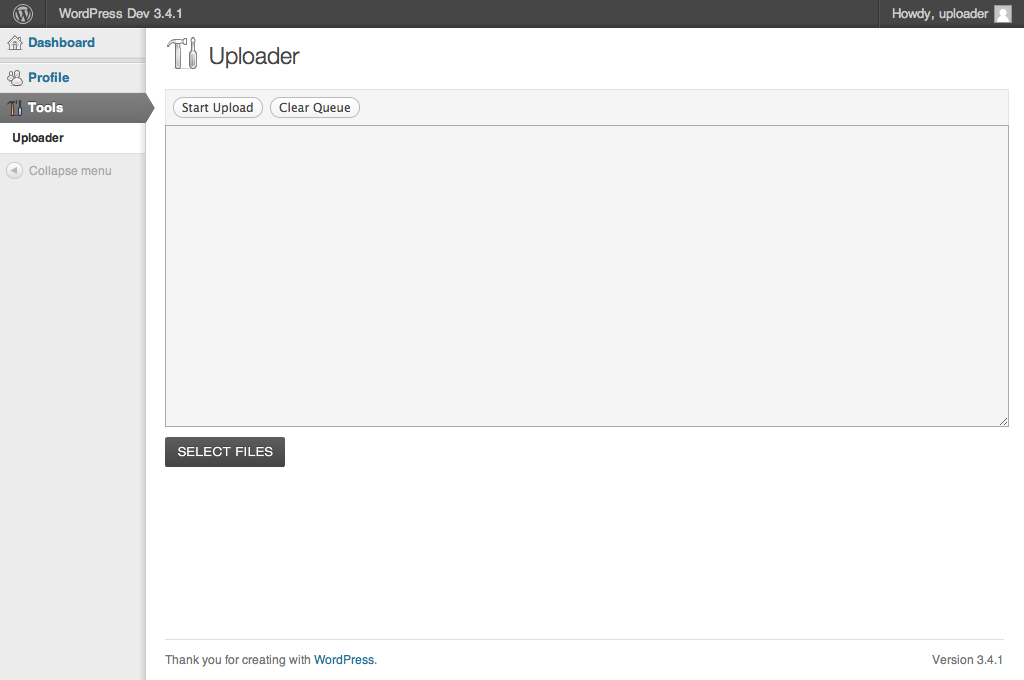 WordPress Dev 3.4.1
Howdy, uploader
Dashboard
Profile
Tools
Uploader
Collapse menu
Uploader
Start Upload
Clear Queue
SELECT FILES
Thank you for creating with WordPress.
Version 3.4.1